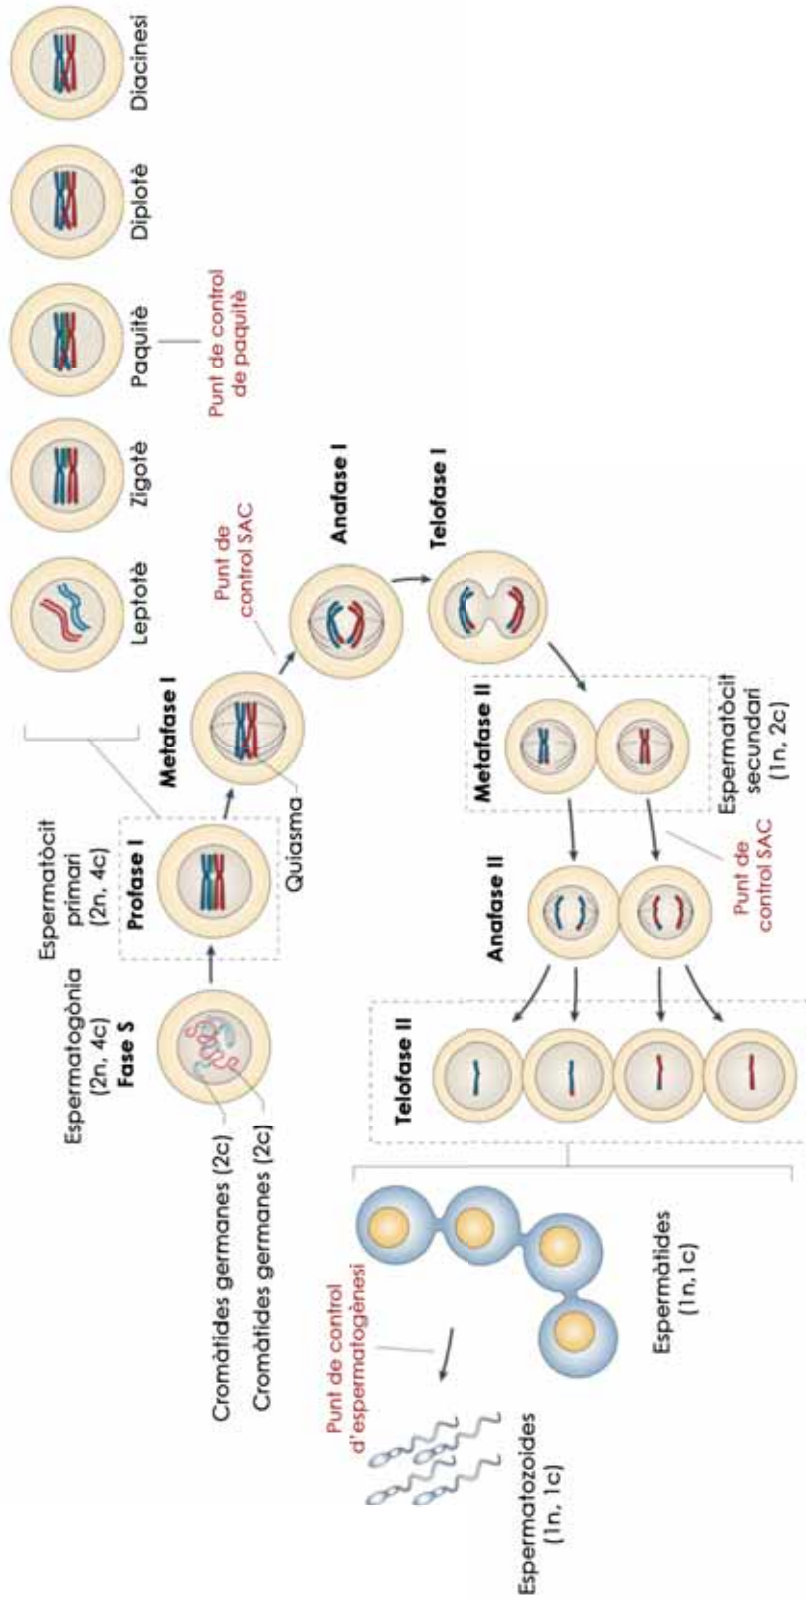 Espermatogònia
(2n, 4c)
Fase S
Cromàtides germanes (2c)
Cromàtides germanes (2c)
Espermatòcit
primari
(2n, 4c)
Profase I
Leptotè
Zigotè
Paquitè
Diplotè
Diacinesi
Punt de control
de paquitè
Metafase I
Quiasma
Punt de
control SAC
Anafase I
Telofase I
Metafase II
Espermatòcit
secundari
(1n, 2c)
Punt de
control SAC
Anafase II
Telofase II
Espermàtides
(1n,1c)
Punt de control
d'espermatogènesi
Espermatozoides
(1n, 1c)